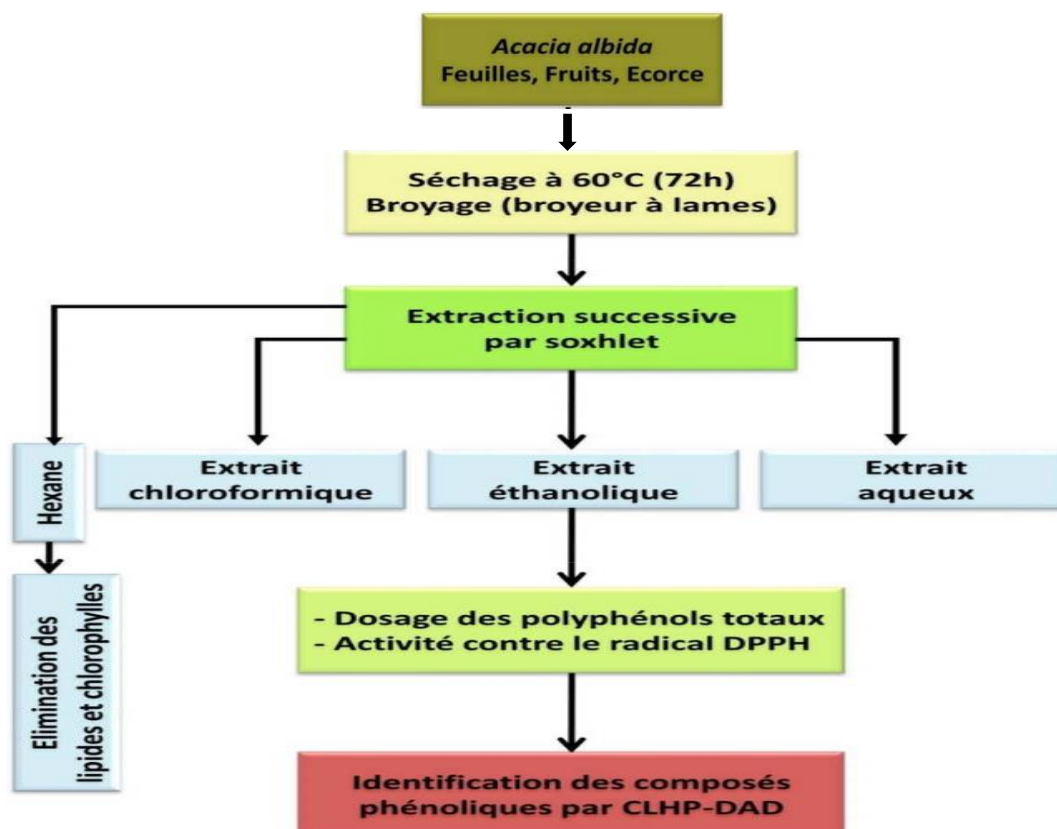 Acacia albida
Feuilles, Fruits, Ecorce
Séchage à 60°C (72h)
Broyage (broyeur à lames)
Extraction successive
par soxhlet
Hexane
Extrait
chloroformique
Extrait
éthanolique
Extrait
aqueux
Elimination des
lipides et chlorophylles
- Dosage des polyphénols totaux
- Activité contre le radical DPPH
Identification des composés
phénoliques par CLHP-DAD